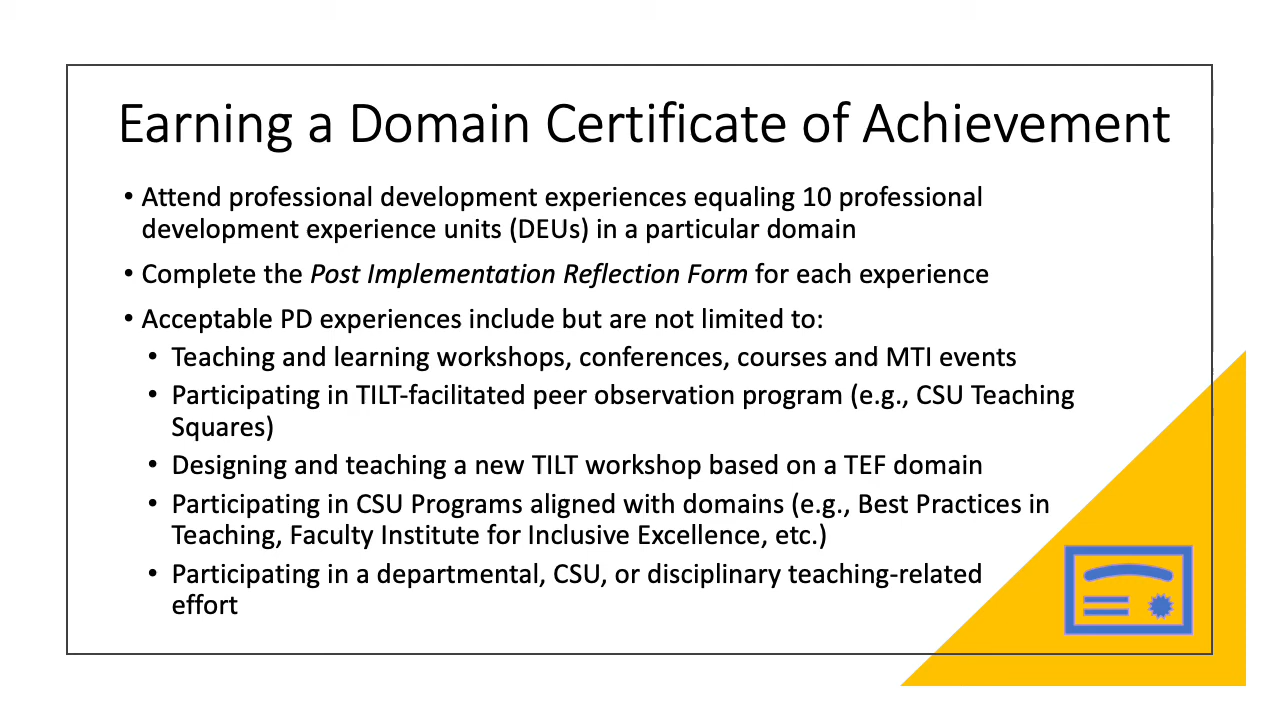 Earning a Domain Certificate of Achievement
• Attend professional development experiences equaling 10 professional
development experience units (DEUs) in a particular domain
• Complete the Post Implementation Reflection Form for each experience
• Acceptable PD experiences include but are not limited to:
• Teaching and learning workshops, conferences, courses and MTI events
• Participating in TILT-facilitated peer observation program (e.g., CSU Teaching
Squares)
• Designing and teaching a new TILT workshop based on a TEF domain
• Participating in CSU Programs aligned with domains (e.g., Best Practices in
Teaching, Faculty Institute for Inclusive Excellence, etc.)
• Participating in a departmental, CSU, or disciplinary teaching-related
effort